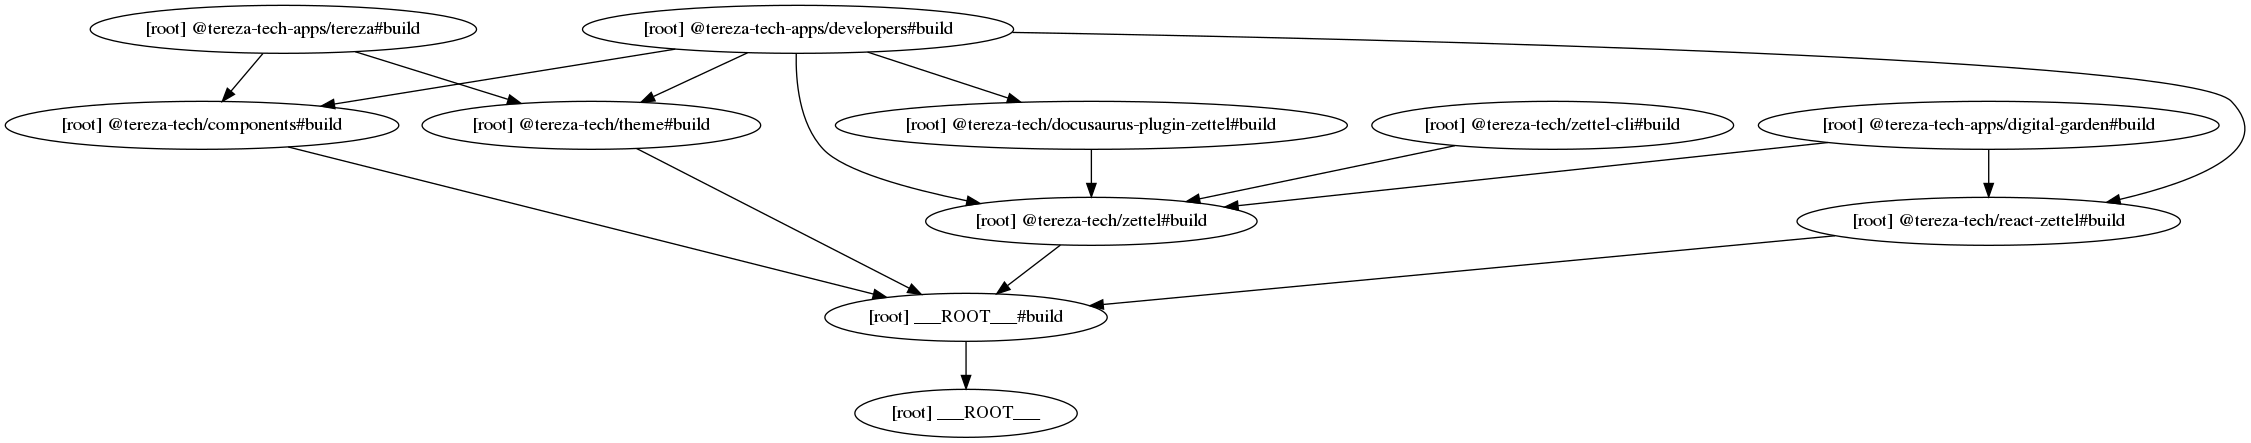 [root] @tereza-tech-apps/tereza#build
[root] @tereza-tech-apps/developers#build
[root] @tereza-tech/components#build
[root] @tereza-tech/theme#build
[root] @tereza-tech/docusaurus-plugin-zettel#build
[root] @tereza-tech/zettel-cli#build
[root] @tereza-tech-apps/digital-garden#build
[root] @tereza-tech/zettel#build
[root] @tereza-tech/react-zettel#build
[root] ___ROOT___#build
[root] ___ROOT___